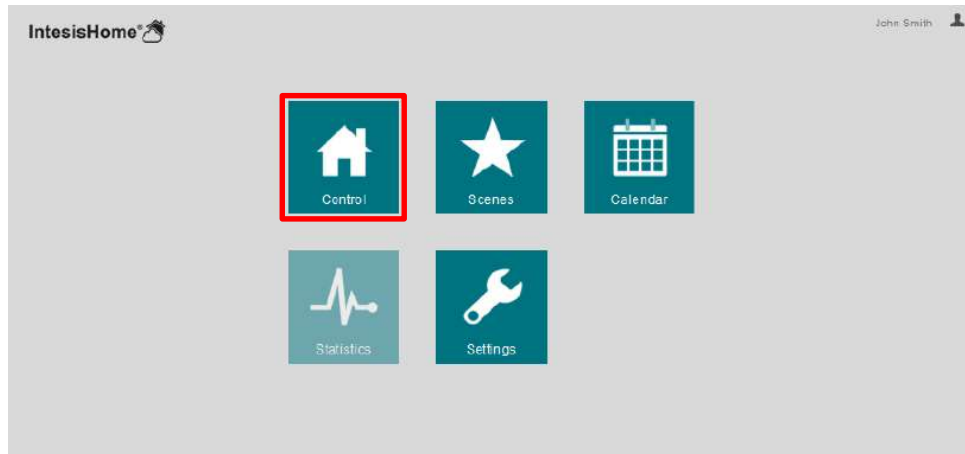 IntesisHome®
John Smith
Control
Scenes
Calendar
Statistics
Settings